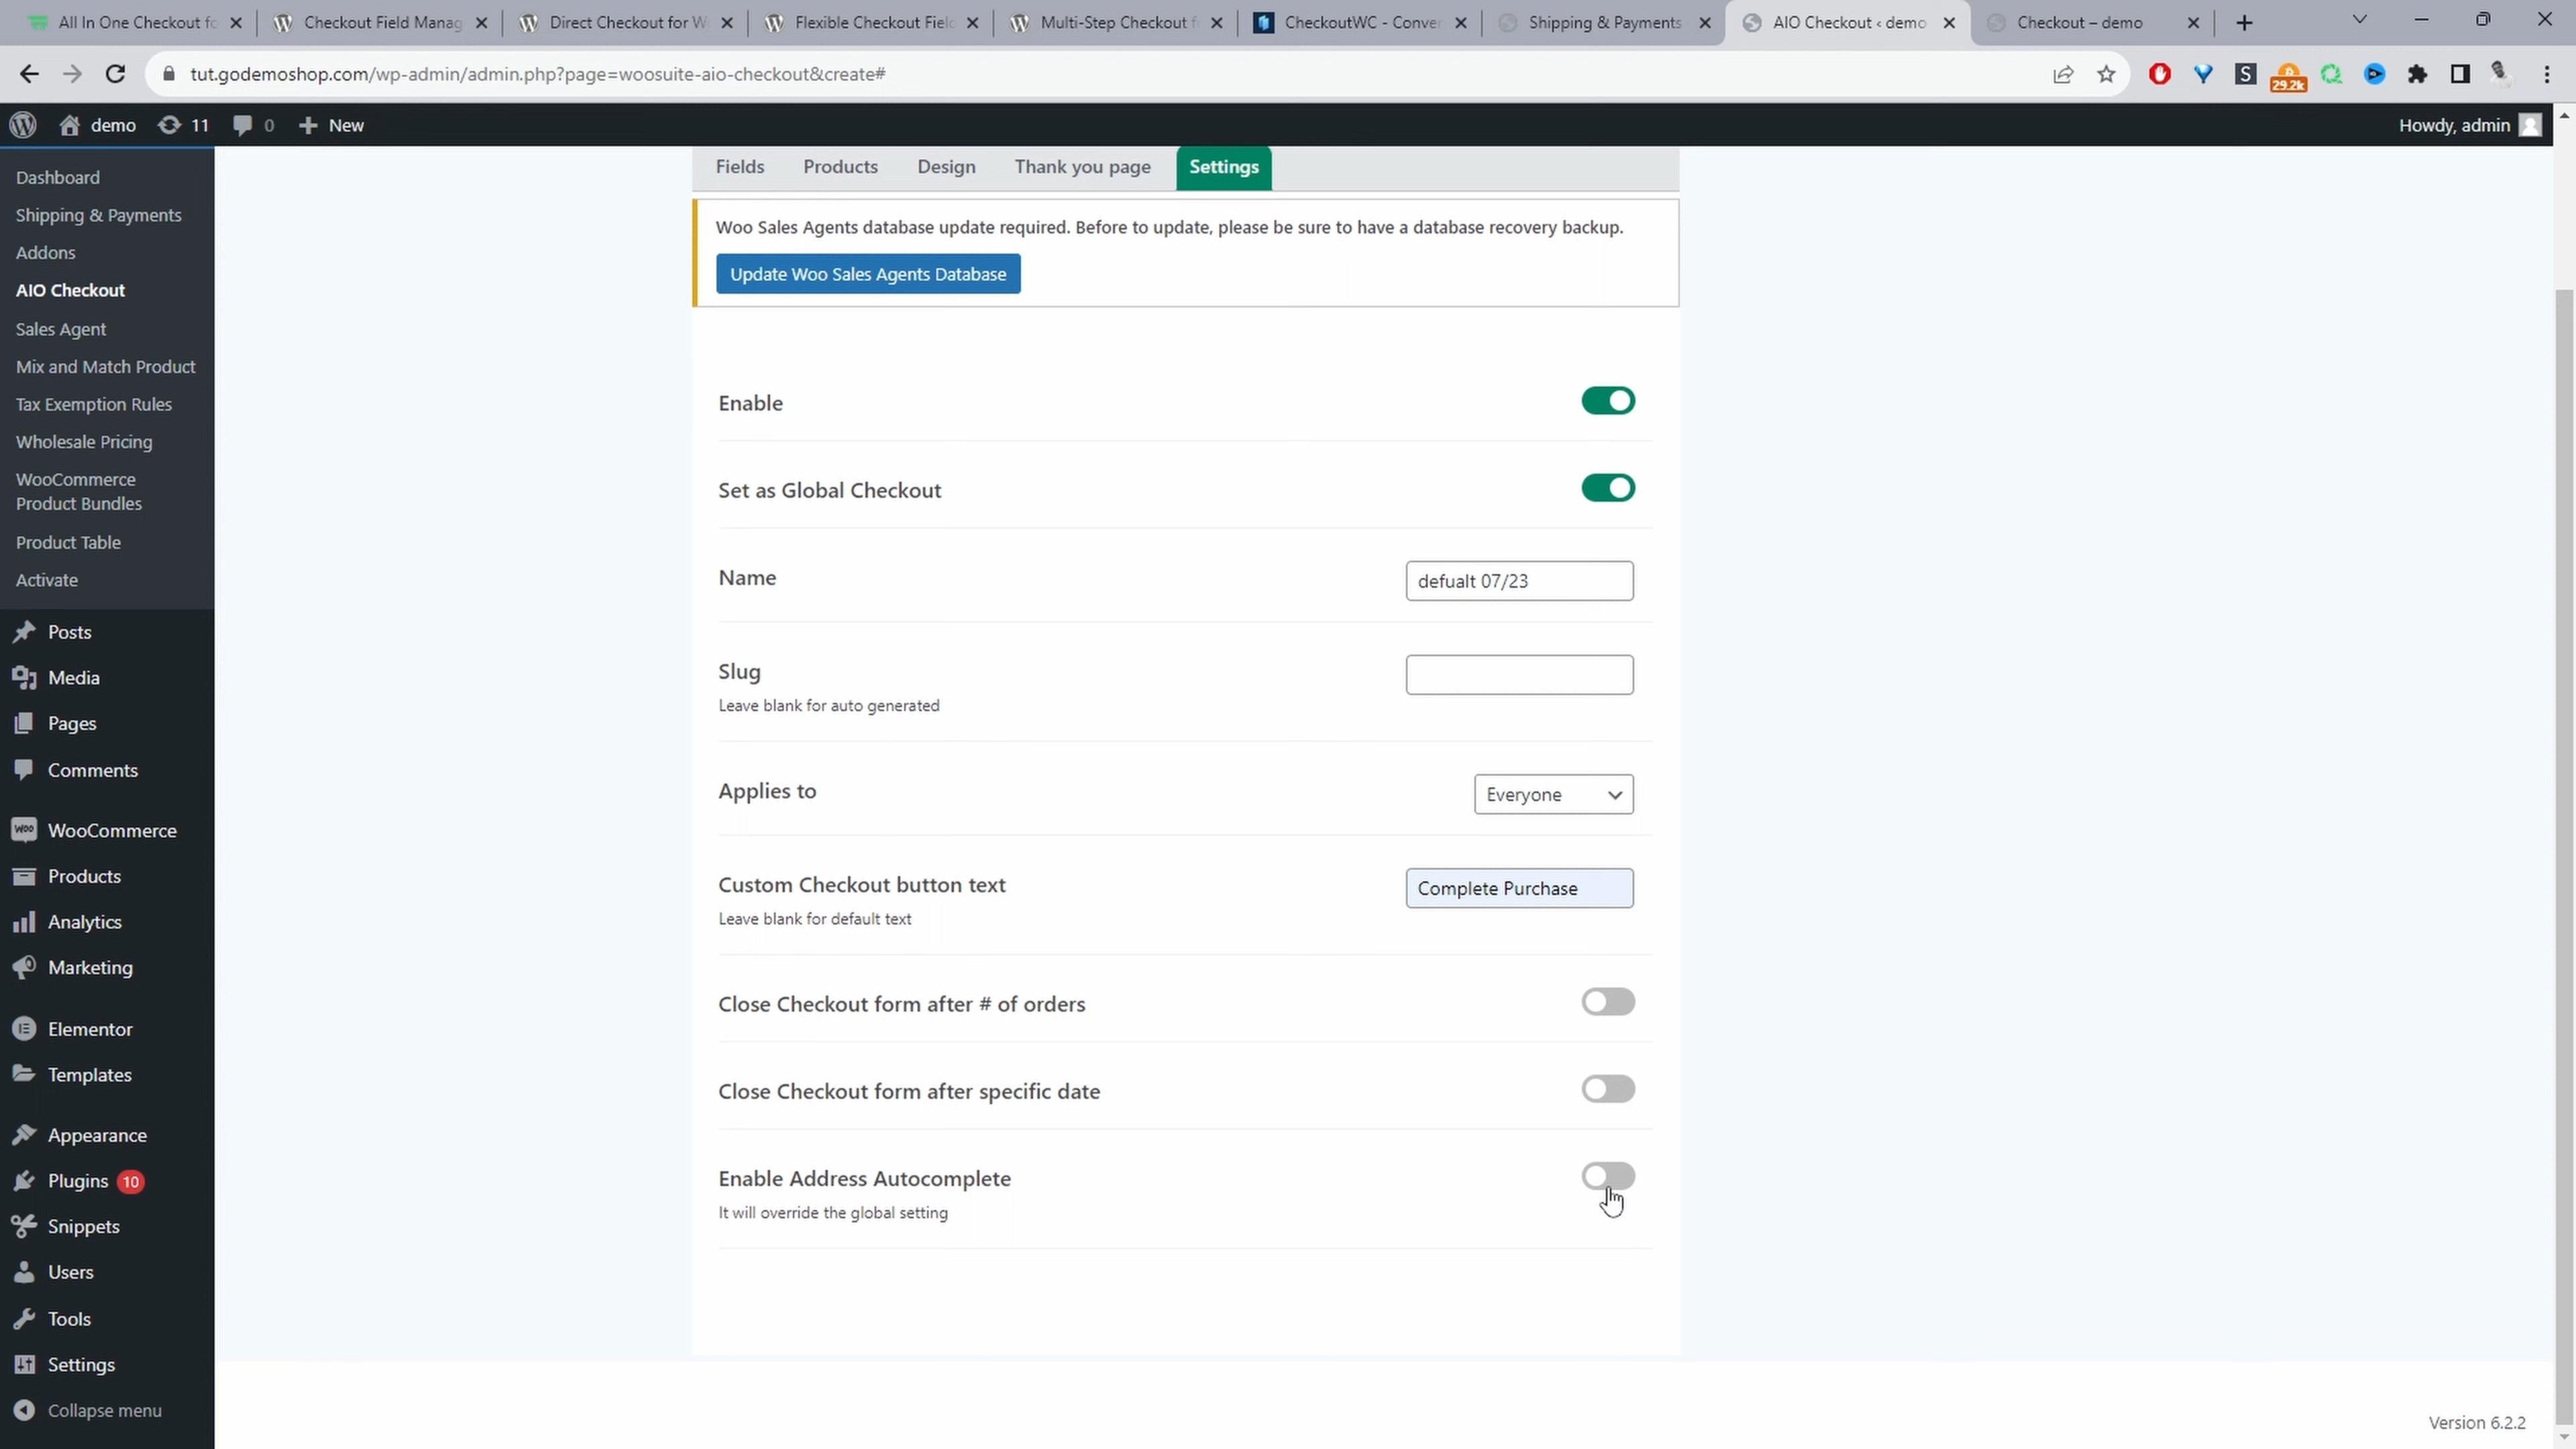 All In One Checkout fo
Checkout Field Manag
Direct Checkout for W
Flexible Checkout Fiel
Multi-Step Checkout f
CheckoutWC - Conver
Shipping & Payments
AIO Checkout ‹ demo
Checkout – demo
tut.godemoshop.com/wp-admin/admin.php?page=woosuite-aio-checkout&create#
S
29.2k
demo
11
0
New
Howdy, admin
Dashboard
Shipping & Payments
Addons
AIO Checkout
Sales Agent
Mix and Match Product
Tax Exemption Rules
Wholesale Pricing
WooCommerce
Product Bundles
Product Table
Activate
Posts
Media
Pages
Comments
WooCommerce
Products
Analytics
Marketing
Elementor
Templates
Appearance
Plugins 10
Snippets
Users
Tools
Settings
Collapse menu
Fields
Products
Design
Thank you page
Settings
Woo Sales Agents database update required. Before to update, please be sure to have a database recovery backup.
Update Woo Sales Agents Database
Enable
Set as Global Checkout
Name
defualt 07/23
Slug
Leave blank for auto generated
Applies to
Everyone
Custom Checkout button text
Complete Purchase
Leave blank for default text
Close Checkout form after # of orders
Close Checkout form after specific date
Enable Address Autocomplete
It will override the global setting
Version 6.2.2